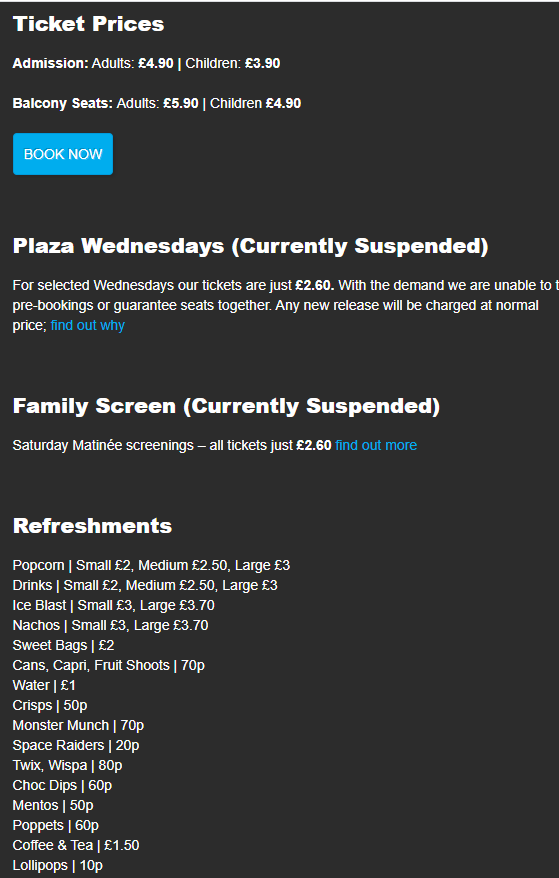 Ticket Prices
Admission: Adults: £4.90 | Children: £3.90
Balcony Seats: Adults: £5.90 | Children £4.90
BOOK NOW
Plaza Wednesdays (Currently Suspended)
For selected Wednesdays our tickets are just £2.60. With the demand we are unable to
pre-bookings or guarantee seats together. Any new release will be charged at normal
price; find out why
Family Screen (Currently Suspended)
Saturday Matinée screenings – all tickets just £2.60 find out more
Refreshments
Popcorn | Small £2, Medium £2.50, Large £3
Drinks | Small £2, Medium £2.50, Large £3
Ice Blast | Small £3, Large £3.70
Nachos | Small £3, Large £3.70
Sweet Bags | £2
Cans, Capri, Fruit Shoots | 70p
Water | £1
Crisps | 50p
Monster Munch | 70p
Space Raiders | 20p
Twix, Wispa | 80p
Choc Dips | 60p
Mentos | 50p
Poppets | 60p
Coffee & Tea | £1.50
Lollipops | 10p